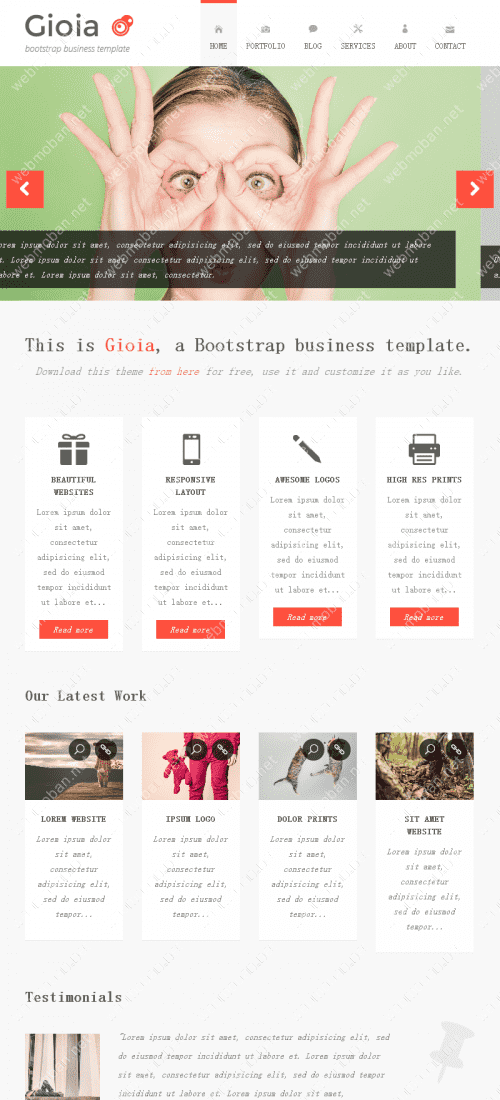 Gioia
bootstrap business template
HOME
PORTFOLIO
BLOG
SERVICES
ABOUT
CONTACT
orem ipsum dolor sit amet, consectetur adipisicing elit, sed do eiusmod tempor incididunt ut labore
t. Lorem ipsum dolor sit amet, consectetur adipisicing elit, sed do eiusmod tempor incididunt ut
abore et. Lorem ipsum dolor sit amet, consectetur.
This is Gioia, a Bootstrap business template.
Download this theme from here for free, use it and customize it as you like.
BEAUTIFUL
WEBSITES
Lorem ipsum dolor
sit amet,
consectetur
adipisicing elit,
sed do eiusmod
tempor incididunt
ut labore et...
Read more
RESPONSIVE
LAYOUT
Lorem ipsum dolor
sit amet,
consectetur
adipisicing elit,
sed do eiusmod
tempor incididunt
ut labore et...
Read more
AWESOME LOGOS
Lorem ipsum dolor
sit amet,
consectetur
adipisicing elit,
sed do eiusmod
tempor incididunt
ut labore et...
Read more
HIGH RES PRINTS
Lorem ipsum dolor
sit amet,
consectetur
adipisicing elit,
sed do eiusmod
tempor incididunt
ut labore et...
Read more
Our Latest Work
LOREM WEBSITE
Lorem ipsum dolor
sit amet,
consectetur
adipisicing elit,
sed do eiusmod
tempor...
IPSUM LOGO
Lorem ipsum dolor
sit amet,
consectetur
adipisicing elit,
sed do eiusmod
tempor...
DOLOR PRINTS
Lorem ipsum dolor
sit amet,
consectetur
adipisicing elit,
sed do eiusmod
tempor...
SIT AMET
WEBSITE
Lorem ipsum dolor
sit amet,
consectetur
adipisicing elit,
sed do eiusmod
tempor...
Testimonials
"Lorem ipsum dolor sit amet, consectetur adipisicing elit, sed
do eiusmod tempor incididunt ut labore et. Lorem ipsum dolor
sit amet, consectetur adipisicing elit, sed do eiusmod tempor
incididunt ut labore et. Lorem ipsum dolor sit amet,
webmoban.net